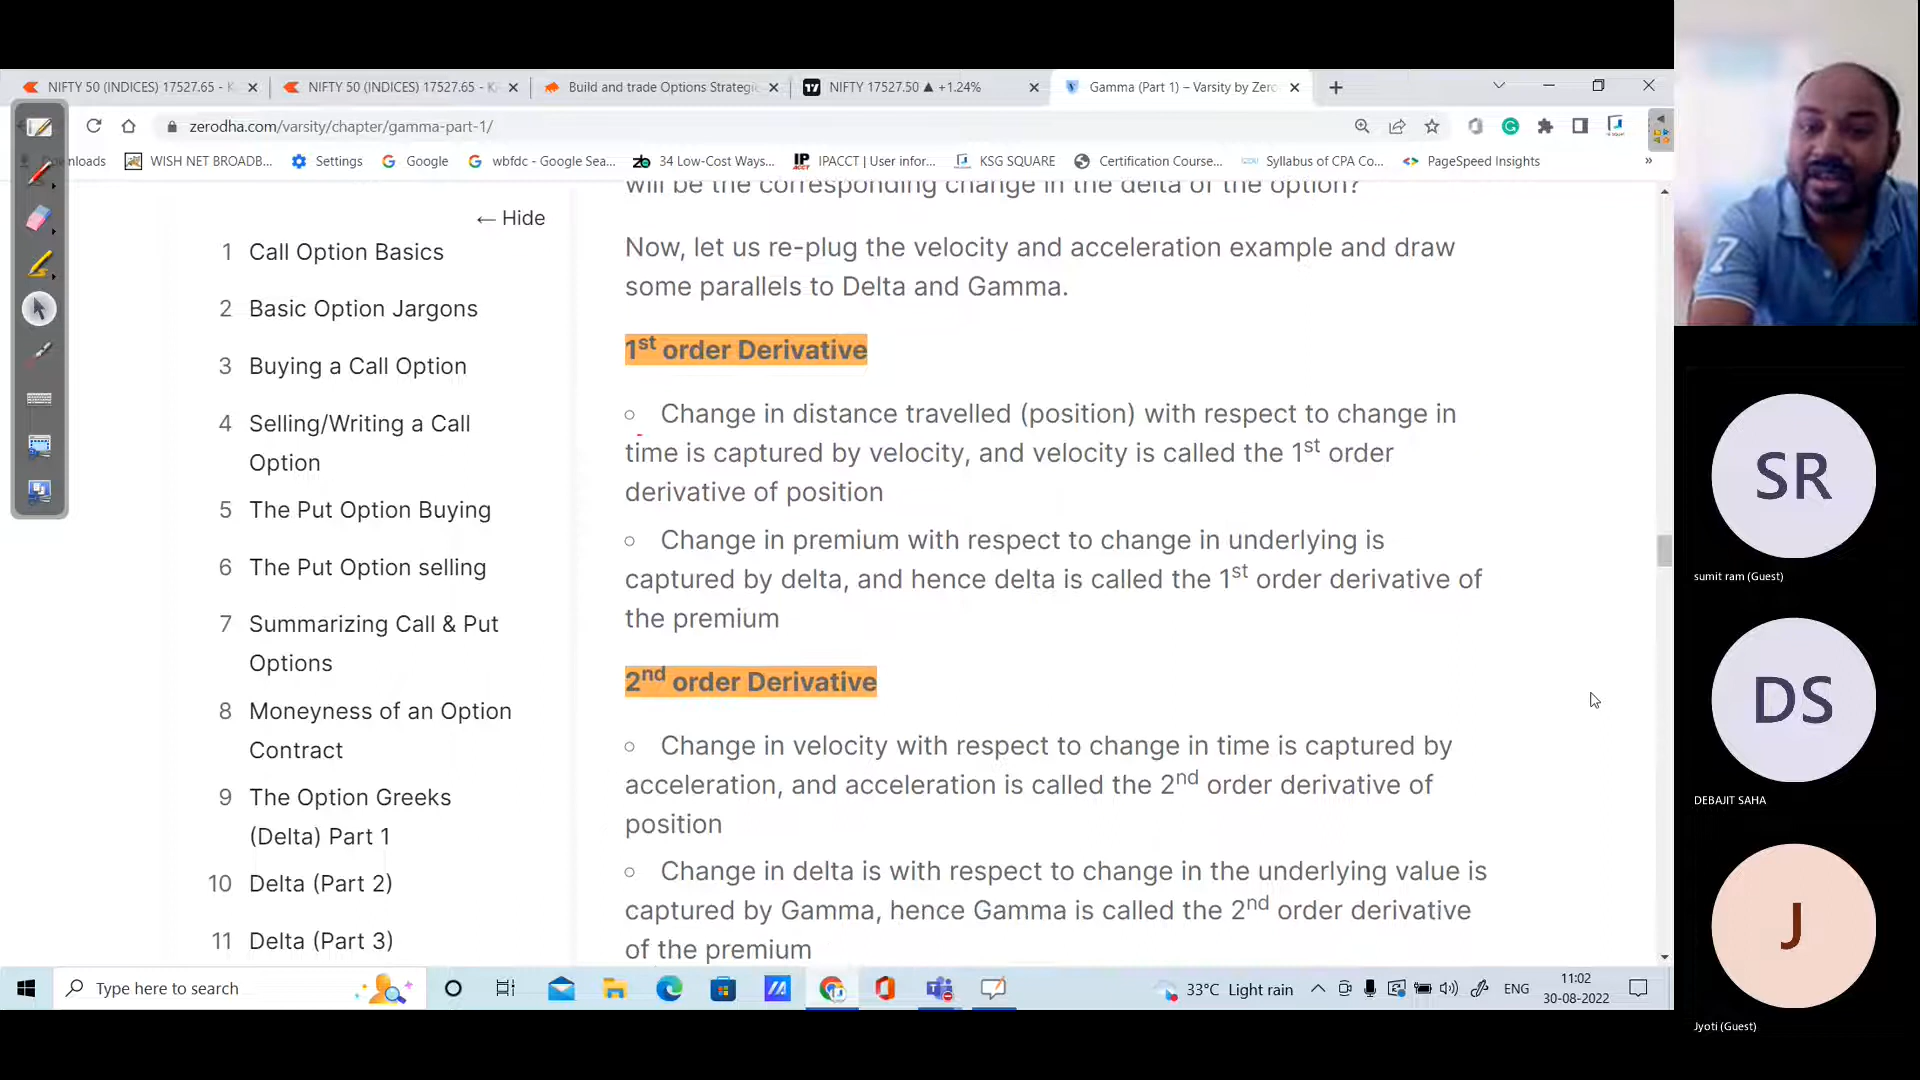 NIFTY 50 (INDICES) 17527.65 - K
NIFTY 50 (INDICES) 17527.65 - K
Build and trade Options Strategie
NIFTY 17527.50 ▲ +1.24%
Gamma (Part 1) – Varsity by Zero
zerodha.com/varsity/chapter/gamma-part-1/
WISH NET BROADB...
Settings
Google
wbfdc - Google Sea...
34 Low-Cost Ways...
IPACCT | User infor...
KSG SQUARE
Certification Course...
Syllabus of CPA Co...
PageSpeed Insights
»
← Hide
1 Call Option Basics
2 Basic Option Jargons
3 Buying a Call Option
4 Selling/Writing a Call
Option
5 The Put Option Buying
6 The Put Option selling
7 Summarizing Call & Put
Options
8 Moneyness of an Option
Contract
9 The Option Greeks
(Delta) Part 1
10 Delta (Part 2)
11 Delta (Part 3)
will be the corresponding change in the delta of the option?
Now, let us re-plug the velocity and acceleration example and draw
some parallels to Delta and Gamma.
1st order Derivative
Change in distance travelled (position) with respect to change in
time is captured by velocity, and velocity is called the 1st order
derivative of position
Change in premium with respect to change in underlying is
captured by delta, and hence delta is called the 1st order derivative of
the premium
2nd order Derivative
Change in velocity with respect to change in time is captured by
acceleration, and acceleration is called the 2nd order derivative of
position
Change in delta is with respect to change in the underlying value is
captured by Gamma, hence Gamma is called the 2nd order derivative
of the premium
Type here to search
33°C Light rain
ENG
11:02
30-08-2022
7
SR
sumit ram (Guest)
DS
DEBAJIT SAHA
J
Jyoti (Guest)